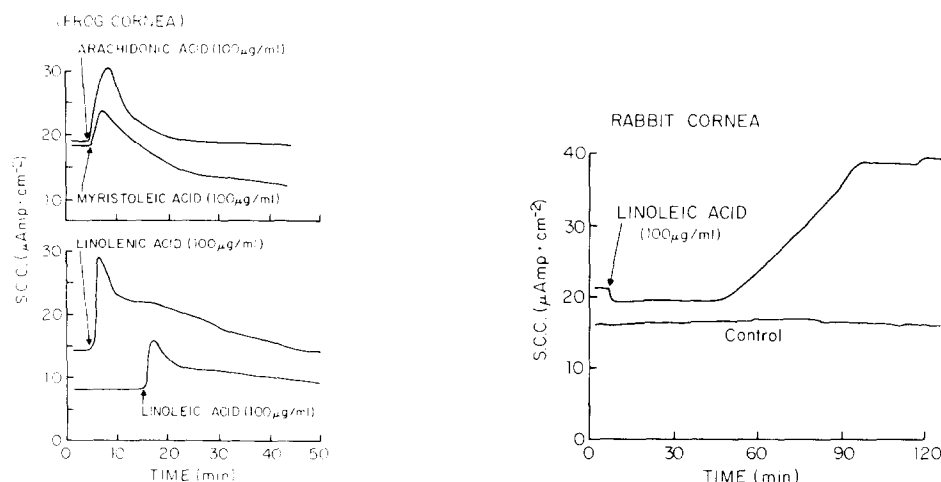 (FROG CORNEA)
ARACHIDONIC ACID (100μg/ml)
30
20
10
MYRISTOLEIC ACID (100μg/ml)
LINOLENIC ACID (100μg/ml)
30
20
10
0
LINOLEIC ACID (100μg/ml)
0 10 20 30 40 50
TIME (min)
S.C.C. (μAmp·cm-2)
RABBIT CORNEA
40
30
20
10
0
LINOLEIC ACID
(100μg/ml)
Control
0 30 60 90 120
TIME (min)
S.C.C. (μAmp·cm-2)